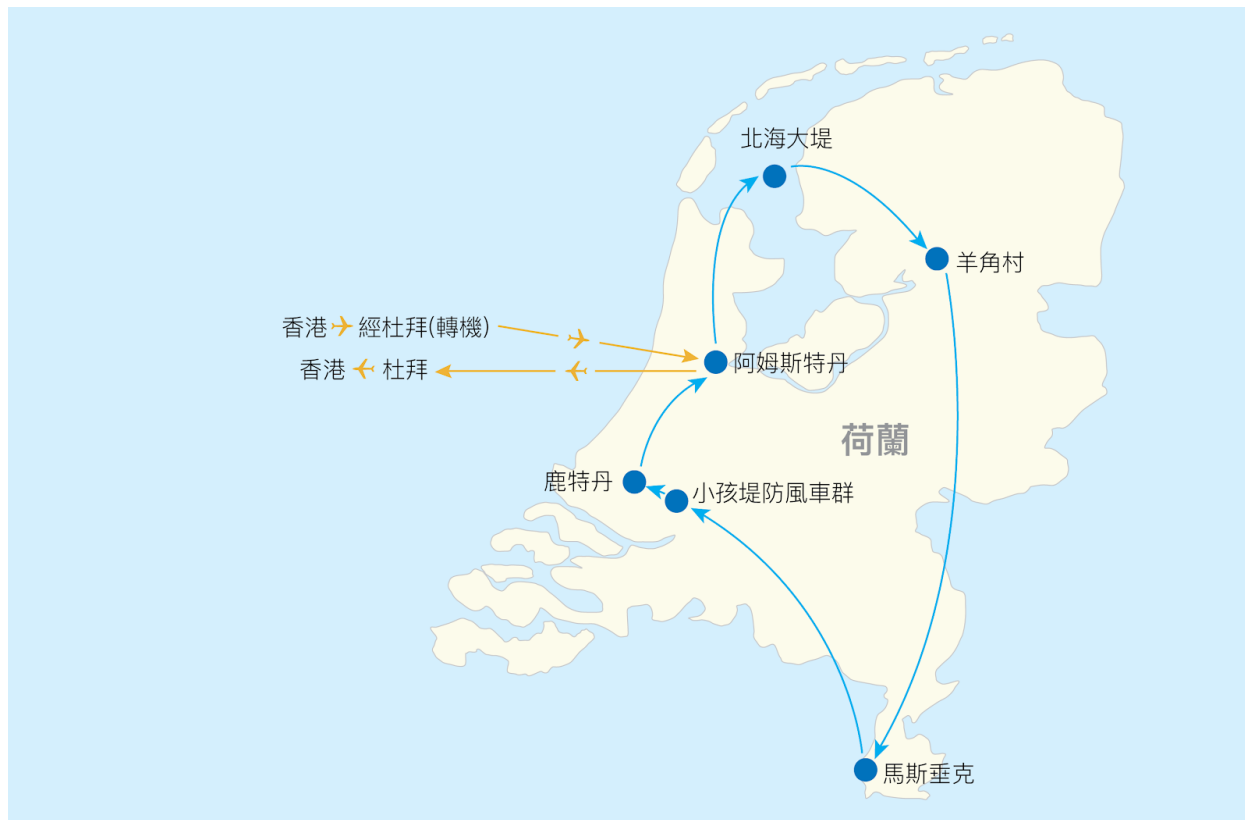 北海大堤
羊角村
香港 經杜拜(轉機)
香港 杜拜
阿姆斯特丹
荷蘭
鹿特丹
小孩堤防風車群
馬斯垂克